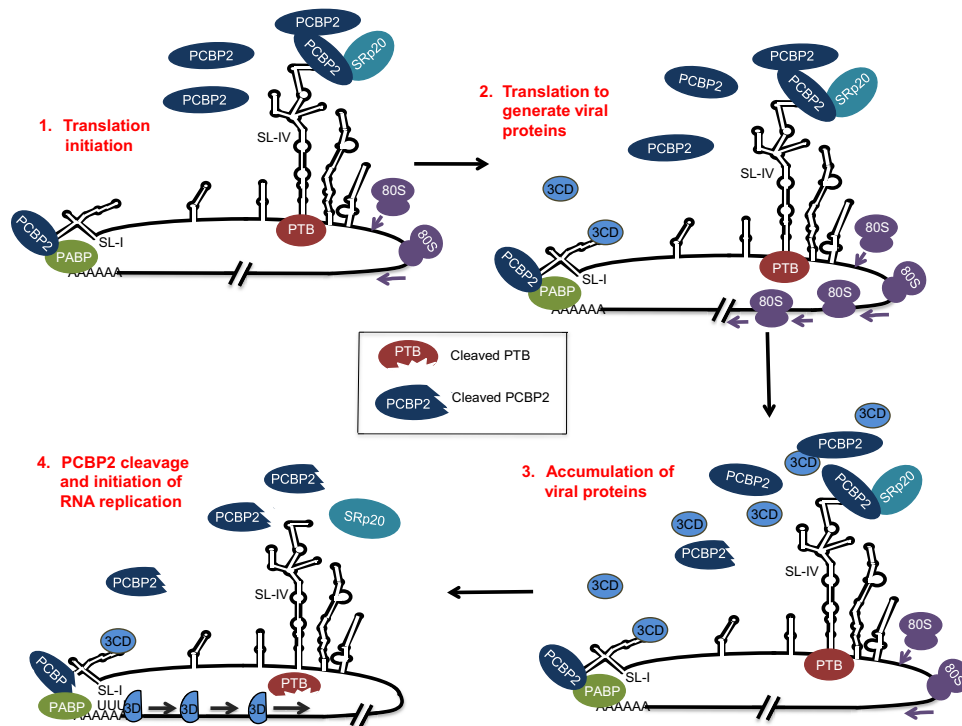 1. Translation
initiation
PCBP2
PCBP2
PCBP2
PCBP2
SRp20
SL-IV
80S
80S
PCBP2
SL-I
PABP
PTB
AAAAAA
2. Translation to
generate viral
proteins
PCBP2
PCBP2
PCBP2
PCBP2
SRp20
SL-IV
3CD
3CD
80S
80S
PCBP2
SL-I
PABP
PTB
AAAAAA
80S
80S
PTB
Cleaved PTB
PCBP2
Cleaved PCBP2
3. Accumulation of
viral proteins
3CD
PCBP2
3CD
PCBP2
PCBP2
SRp20
3CD
3CD
PCBP2
SL-IV
3CD
3CD
80S
80S
PCBP2
SL-I
PABP
PTB
AAAAAA
4. PCBP2 cleavage
and initiation of
RNA replication
PCBP2
PCBP2
SRp20
PCBP2
SL-IV
3CD
PCBP
SL-I
UUU
PABP
AAAAAA
3D
3D
3D
PTB